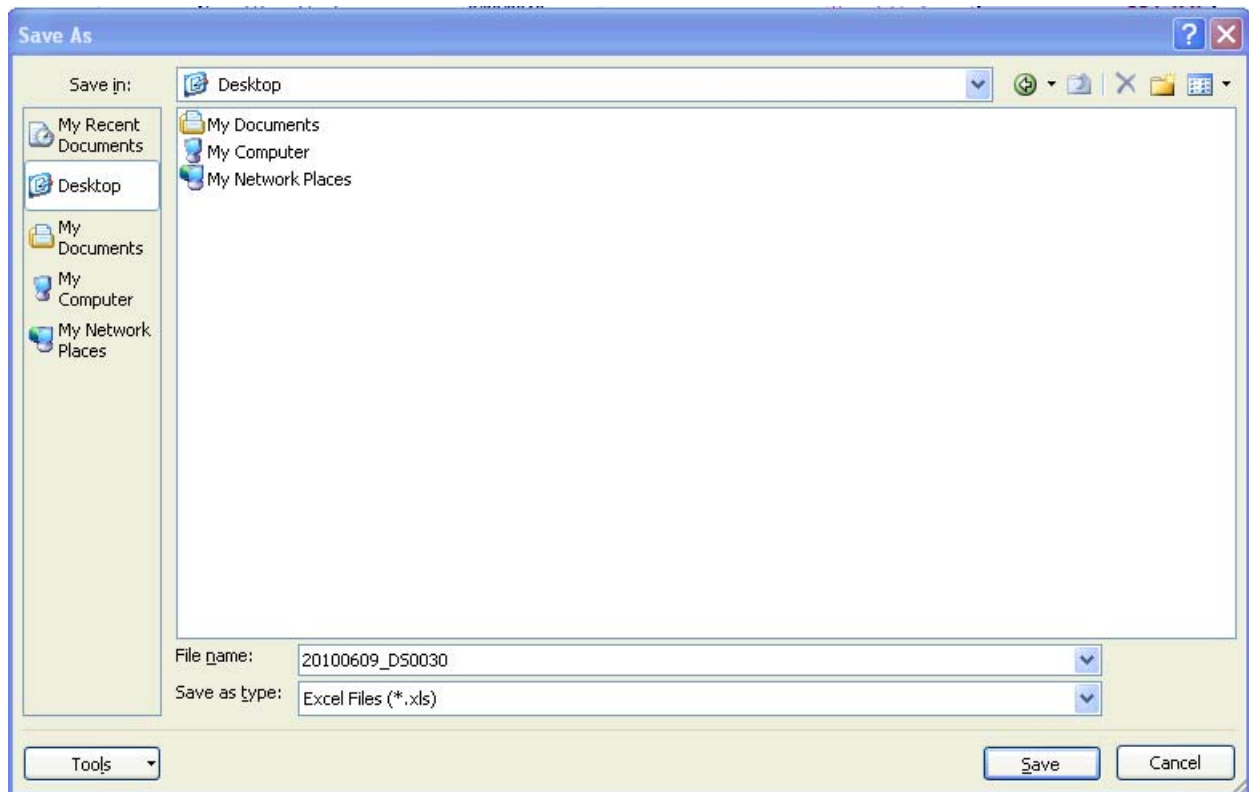 Save As
Save in:
Desktop
My Recent
Documents
Desktop
My
Documents
My
Computer
My Network
Places
My Documents
My Computer
My Network Places
File name:
20100609_DS0030
Save as type:
Excel Files (*.xls)
Tools
Save
Cancel